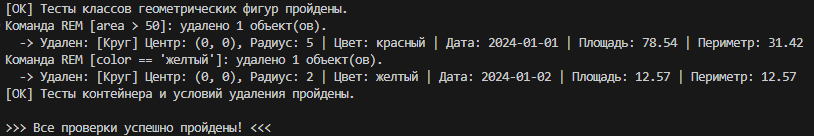 [OK] Тесты классов геометрических фигур пройдены.
Команда REM [area > 50]: удалено 1 объект(ов).
  -> Удален: [Круг] Центр: (0, 0), Радиус: 5 | Цвет: красный | Дата: 2024-01-01 | Площадь: 78.54 | Периметр: 31.42
Команда REM [color == 'желтый']: удалено 1 объект(ов).
  -> Удален: [Круг] Центр: (0, 0), Радиус: 2 | Цвет: желтый | Дата: 2024-01-02 | Площадь: 12.57 | Периметр: 12.57
[OK] Тесты контейнера и условий удаления пройдены.

>>> Все проверки успешно пройдены! <<<